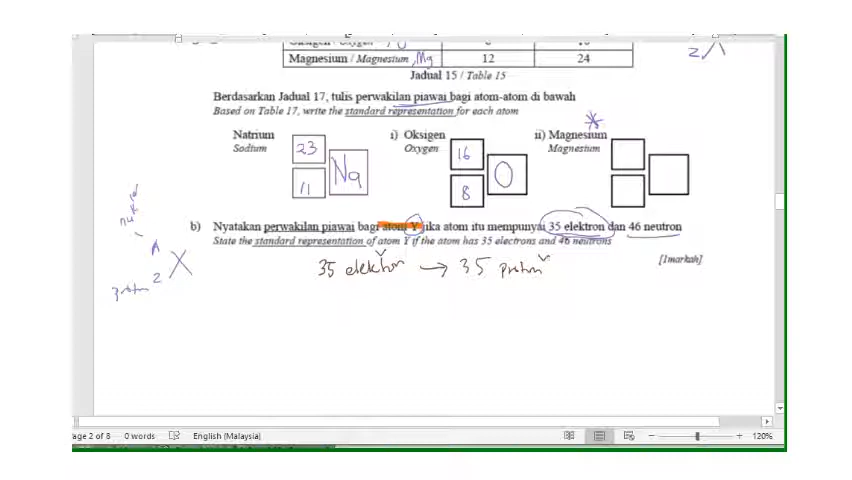 Magnesium / Magnesium , Mg 12 24
Jadual 15 / Table 15
Berdasarkan Jadual 17, tulis perwakilan piawai bagi atom-atom di bawah
Based on Table 17, write the standard representation for each atom
Natrium i) Oksigen ii) Magnesium
Sodium Oxygen Magnesium
23 11 Na
16 8 O
b) Nyatakan perwakilan piawai bagi atom Y jika atom itu mempunyai 35 elektron dan 46 neutron
State the standard representation of atom Y if the atom has 35 electrons and 46 neutrons
[1markah]
A
Z X
35 elektron → 35 proton
age 2 of 8 0 words English (Malaysia) 120%